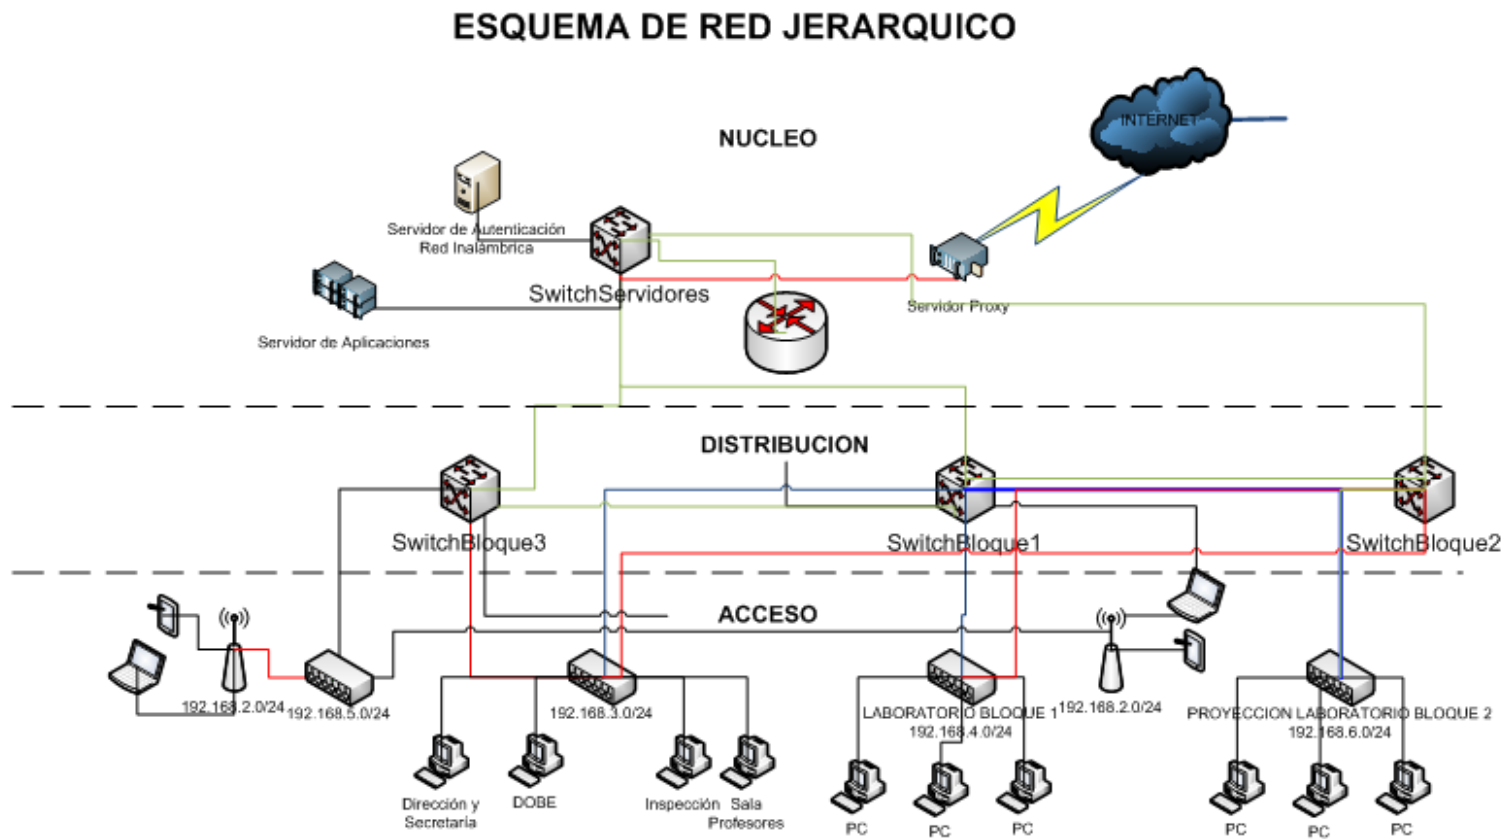 ESQUEMA DE RED JERARQUICO
INTERNET
NUCLEO
Servidor de Autenticación
Red Inalámbrica
SwitchServidores
Servidor Proxy
Servidor de Aplicaciones
DISTRIBUCION
SwitchBloque3
SwitchBloque1
SwitchBloque2
ACCESO
192.168.2.0/24
192.168.5.0/24
192.168.3.0/24
LABORATORIO BLOQUE 1
192.168.4.0/24
192.168.2.0/24
PROYECCION LABORATORIO BLOQUE 2
192.168.6.0/24
Dirección y
Secretaría
DOBE
Inspección
Sala
Profesores
PC
PC
PC
PC
PC
PC